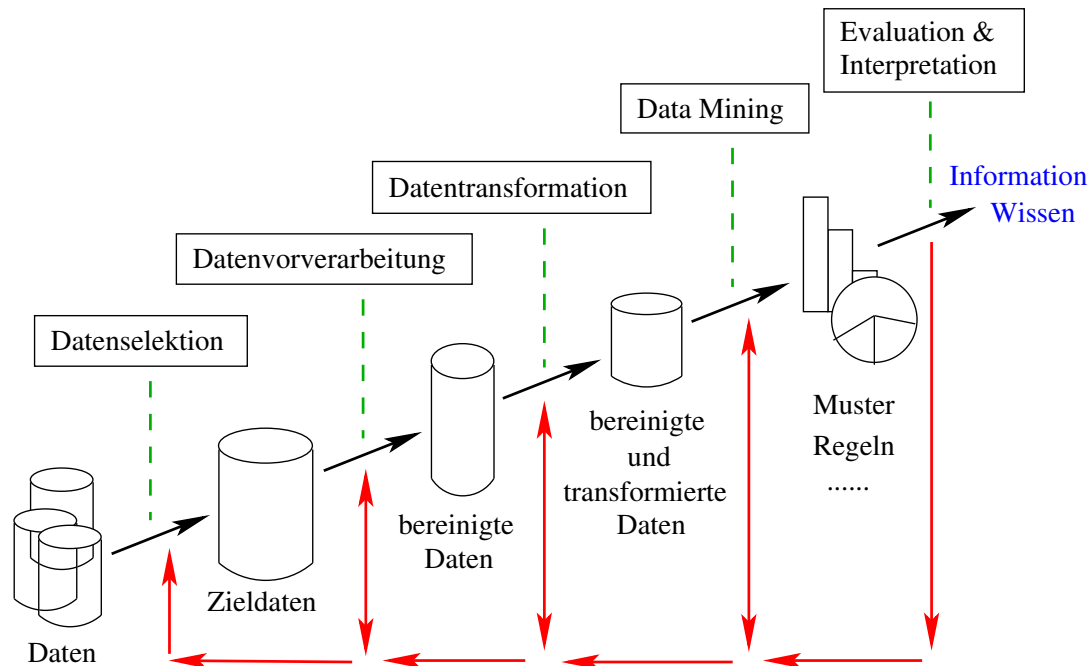 Evaluation &
Interpretation
Data Mining
Datentransformation
Information
Wissen
Datenvorverarbeitung
Datenselektion
Muster
Regeln
......
bereinigte
und
transformierte
Daten
bereinigte
Daten
Zieldaten
Daten